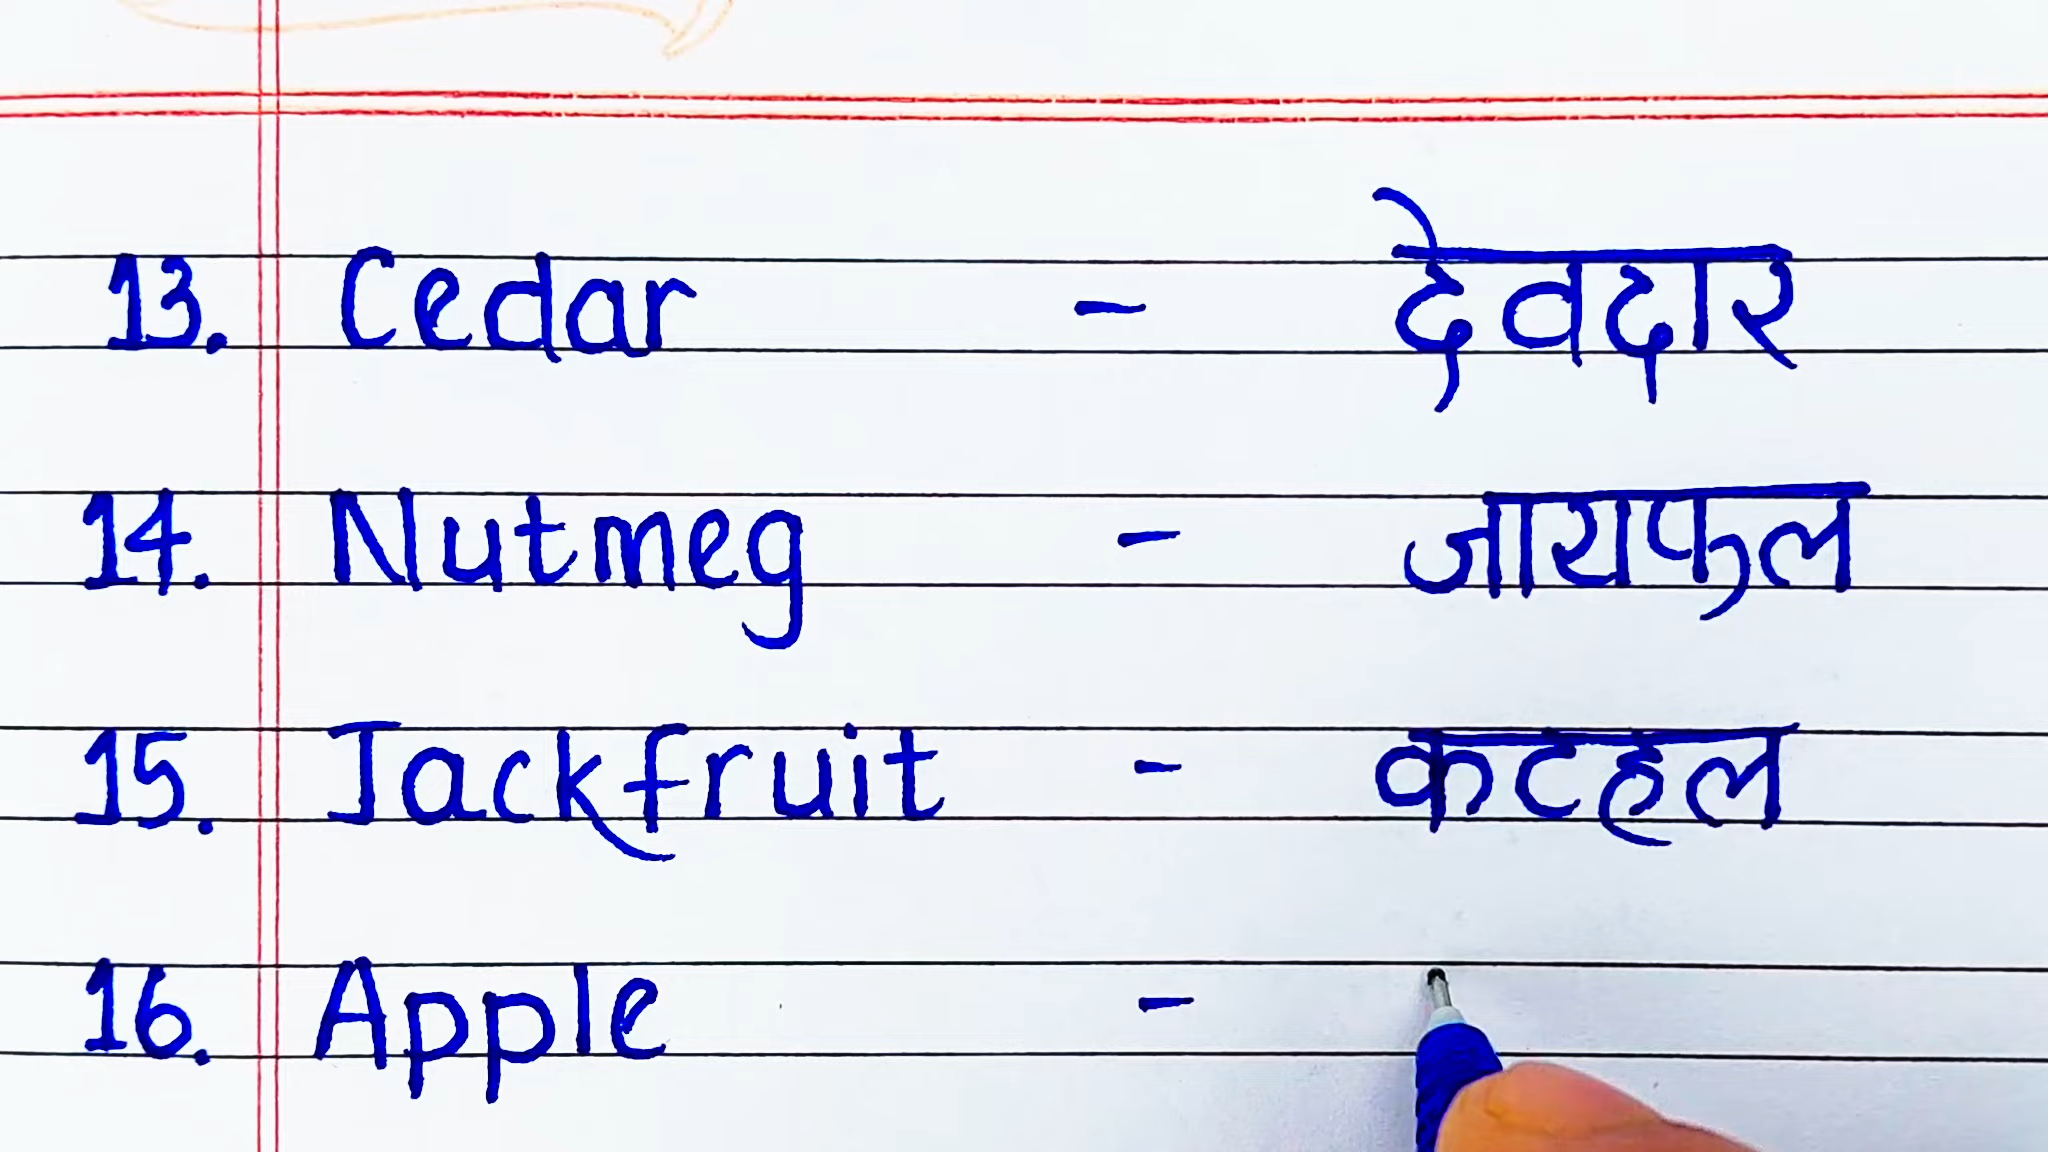 13. Cedar - देवदार
14. Nutmeg - जायफल
15. Jackfruit - कटहल
16. Apple -